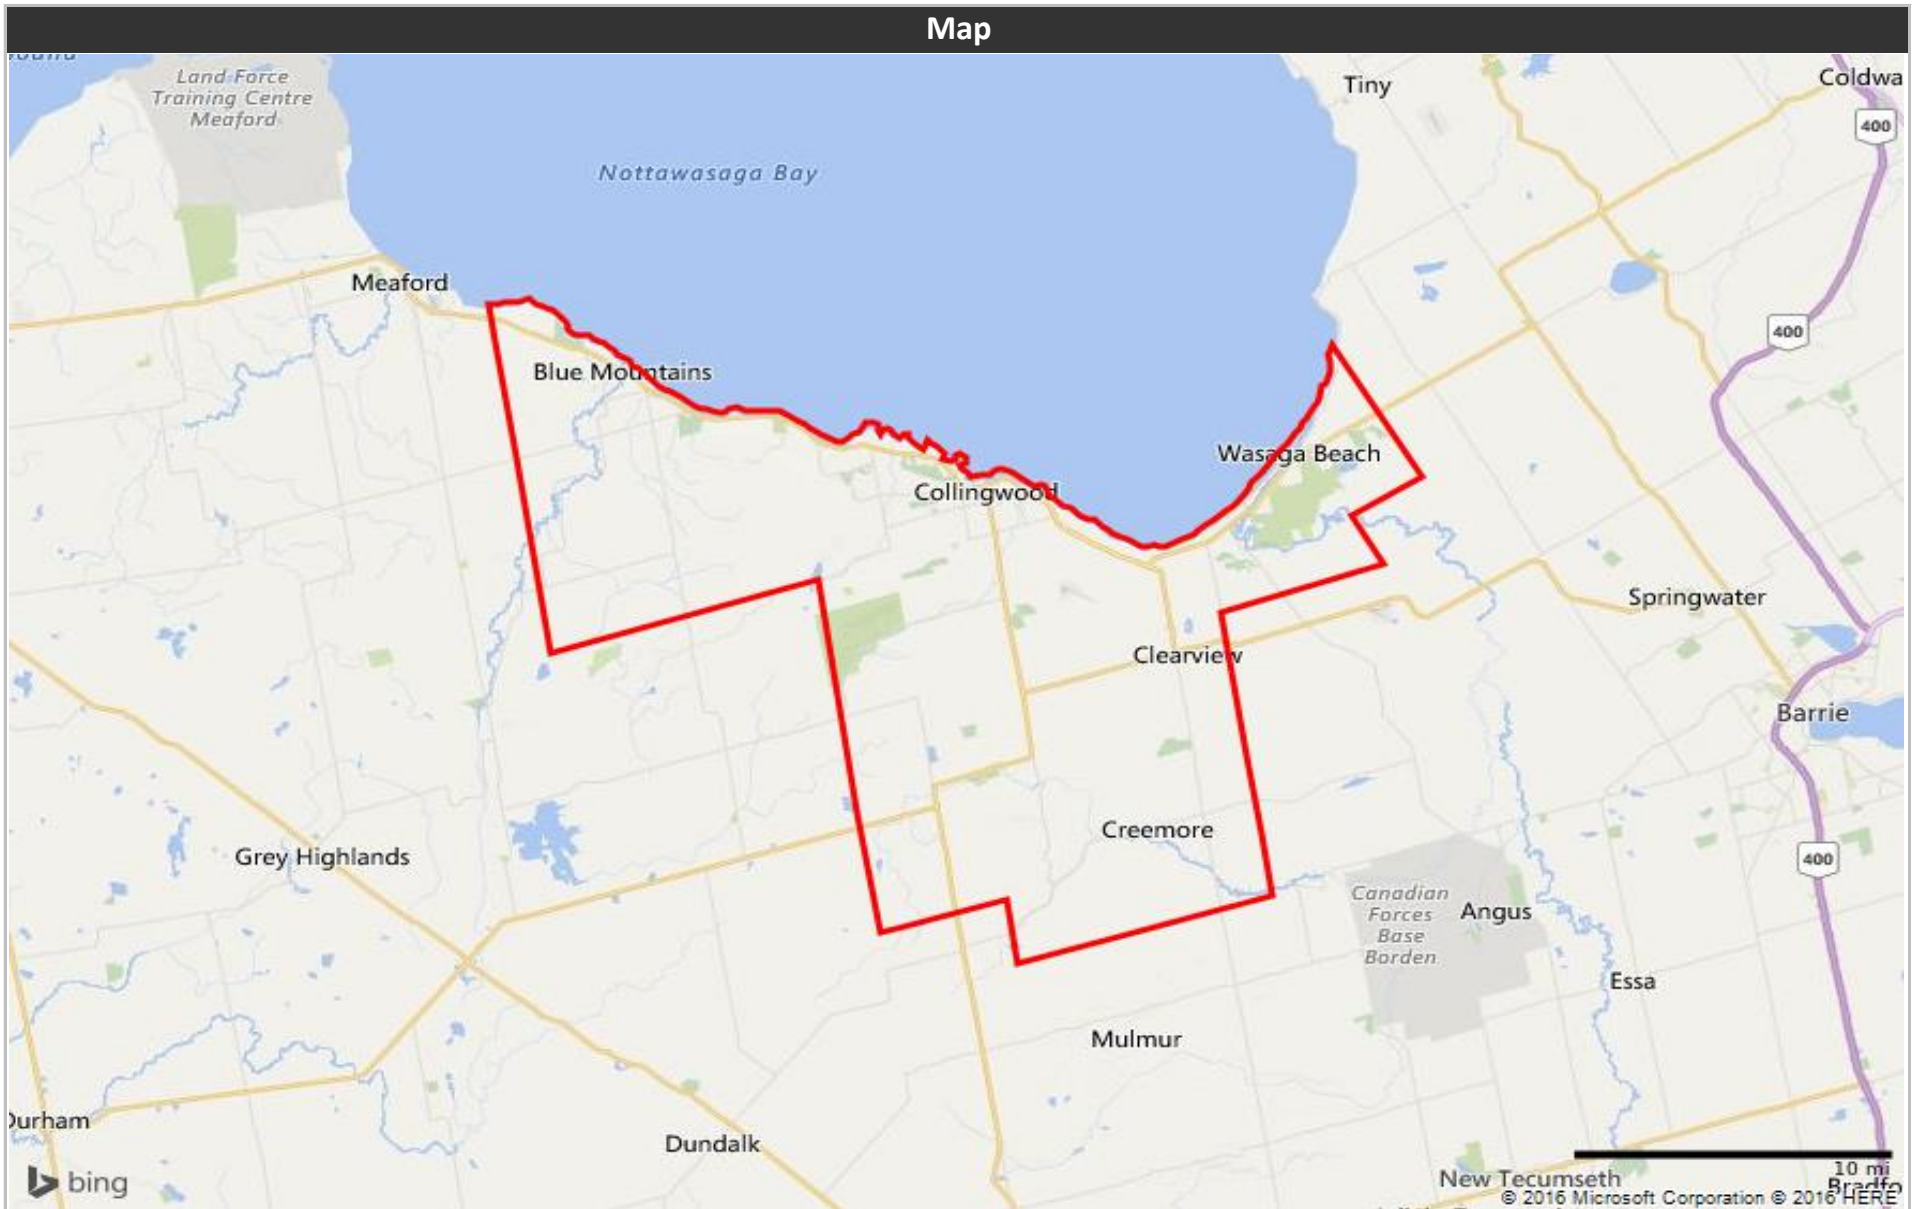 Map
Land Force
Training Centre
Meaford
Tiny
Coldwa
400
Nottawasaga Bay
Meaford
400
Blue Mountains
Wasaga Beach
Collingwood
Springwater
Clearview
Barrie
Creemore
Grey Highlands
400
Canadian
Forces
Base
Borden
Angus
Essa
Mulmur
Durham
Dundalk
bing
10 mi
New Tecumseth
Bradfo
© 2016 Microsoft Corporation © 2016 HERE